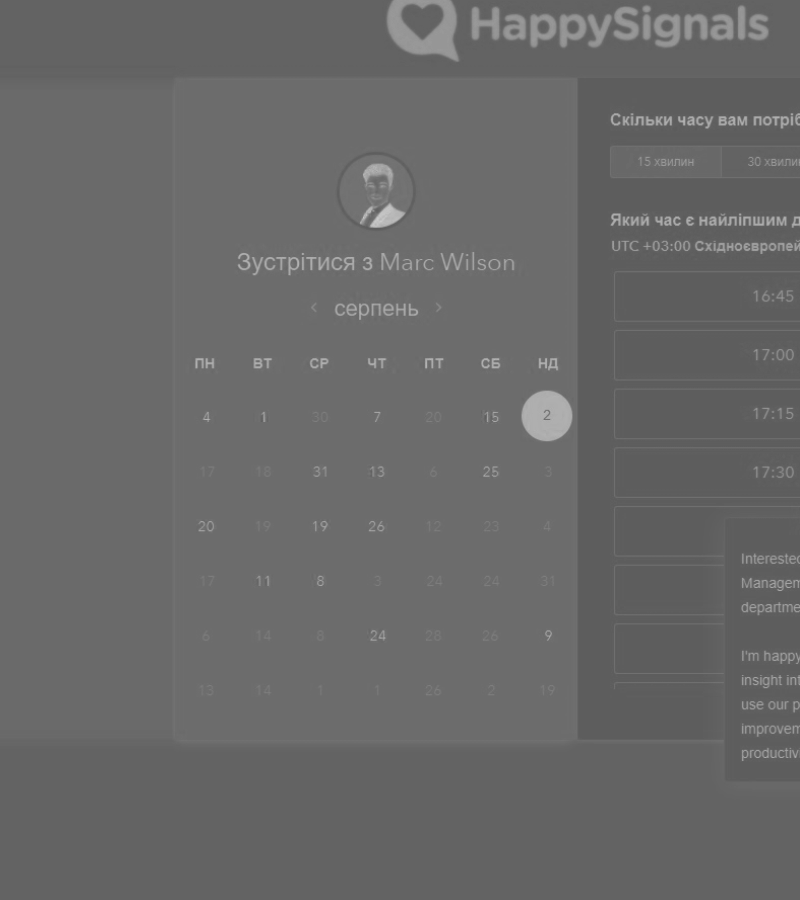 HappySignals
Зустрітися з Marc Wilson
серпень
ПН ВТ СР ЧТ ПТ СБ НД
4 1 30 7 20 15 2
17 18 31 13 6 25 3
20 19 19 26 12 23 4
17 11 8 3 24 24 31
6 14 8 24 28 26 9
13 14 1 1 26 2 19
Скільки часу вам потріб
15 хвилин 30 хвилин
Який час є найліпшим д
UTC +03:00 Східноєвропей
16:45
17:00
17:15
17:30
Interested
Managem
departme
I'm happy
insight int
use our p
improvem
productivi